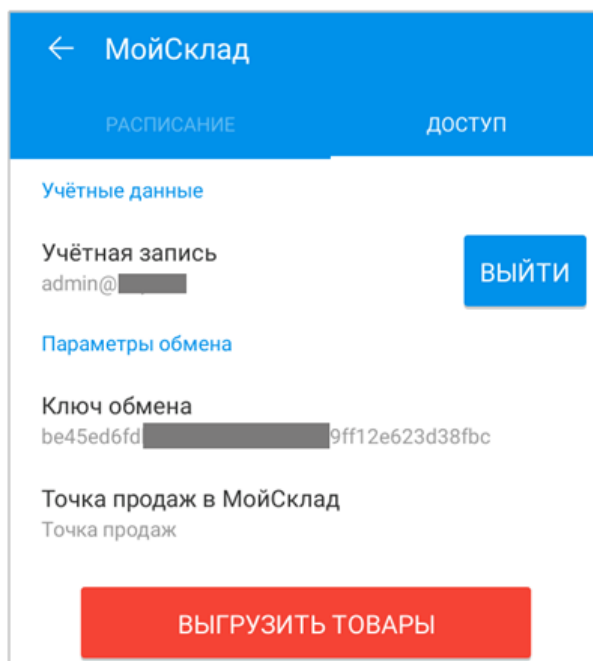 МойСклад
РАСПИСАНИЕ ДОСТУП
Учётные данные
Учётная запись
admin@
ВЫЙТИ
Параметры обмена
Ключ обмена
be45ed6fd 9ff12e623d38fbc
Точка продаж в МойСклад
Точка продаж
ВЫГРУЗИТЬ ТОВАРЫ